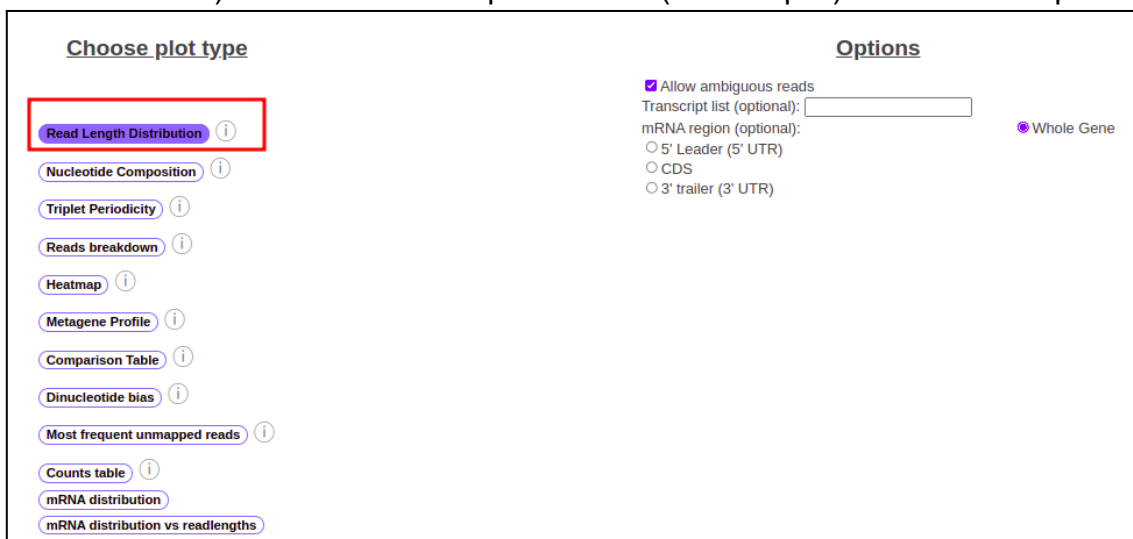 Choose plot type
Options
Allow ambiguous reads
Transcript list (optional):
mRNA region (optional):
Whole Gene
5' Leader (5' UTR)
CDS
3' trailer (3' UTR)
Read Length Distribution i
Nucleotide Composition i
Triplet Periodicity i
Reads breakdown i
Heatmap i
Metagene Profile i
Comparison Table i
Dinucleotide bias i
Most frequent unmapped reads i
Counts table i
mRNA distribution
mRNA distribution vs readlengths